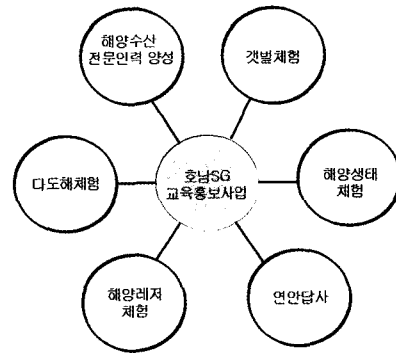 해양수산
전문인력 양성
갯벌체험
다도해체험
호남SG
교육홍보사업
해양생태
체험
해양레저
체험
연안답사